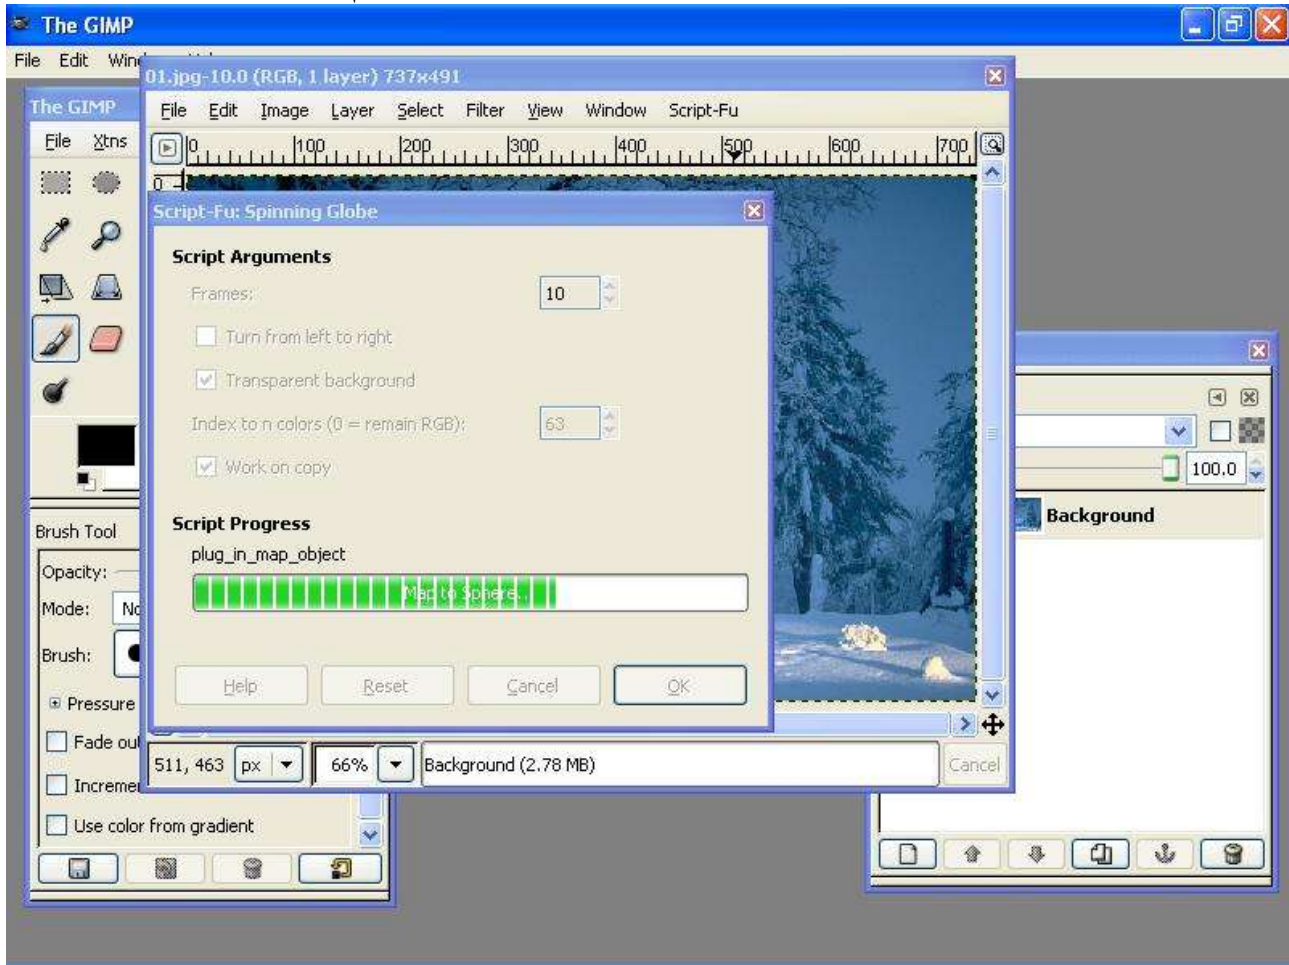 The GIMP
File Edit
01.jpg-10.0 (RGB, 1 layer) 737x491
The GIMP
File Edit Image Layer Select Filter View Window Script-Fu
File Xtns
0 100 200 300 400 500 600 700
0
Script-Fu: Spinning Globe
Script Arguments
Frames: 10
Turn from left to right
Transparent background
Index to n colors (0 = remain RGB): 63
Work on copy
100.0
Background
Script Progress
plug_in_map_object
Map to Sphere...
Brush Tool
Opacity:
Mode:
Brush:
Pressure
Fade
Help Reset Cancel OK
511, 463 px 66% Background (2.78 MB) Cancel
Use color from gradient